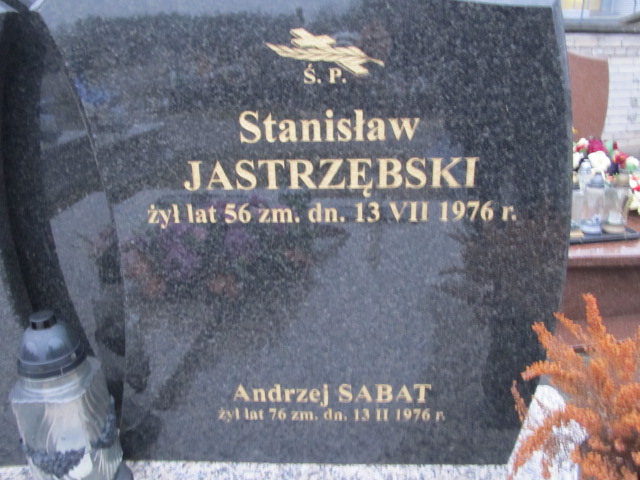 Ś. P.
Stanisław
JASTRZĘBSKI
żył lat 56 zm. dn. 13 VII 1976 r.
Andrzej SABAT
żył lat 76 zm. dn. 13 II 1976 r.